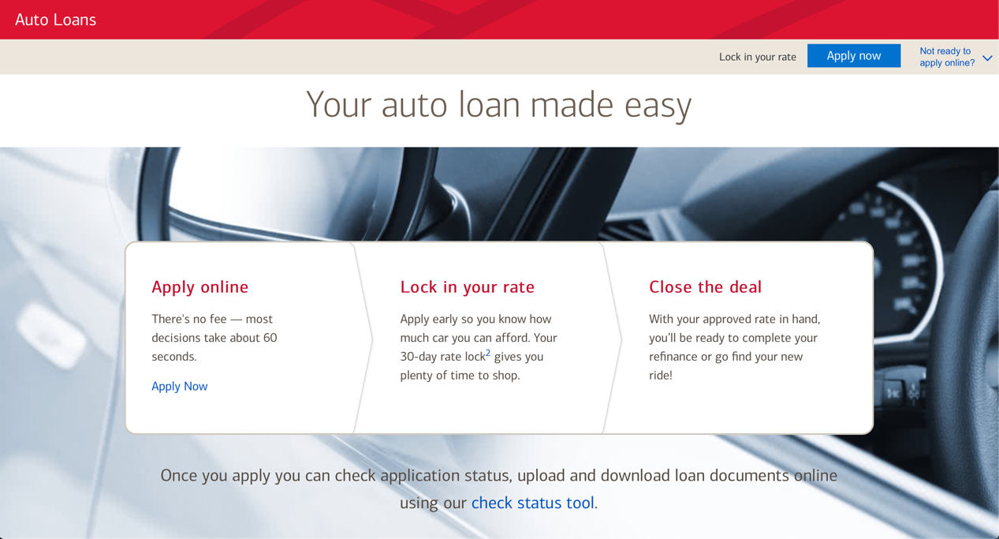 Auto Loans
Lock in your rate
Apply now
Not ready to
apply online?
Your auto loan made easy
Apply online
There's no fee — most
decisions take about 60
seconds.
Apply Now
Lock in your rate
Apply early so you know how
much car you can afford. Your
30-day rate lock2 gives you
plenty of time to shop.
Close the deal
With your approved rate in hand,
you'll be ready to complete your
refinance or go find your new
ride!
Once you apply you can check application status, upload and download loan documents online
using our check status tool.